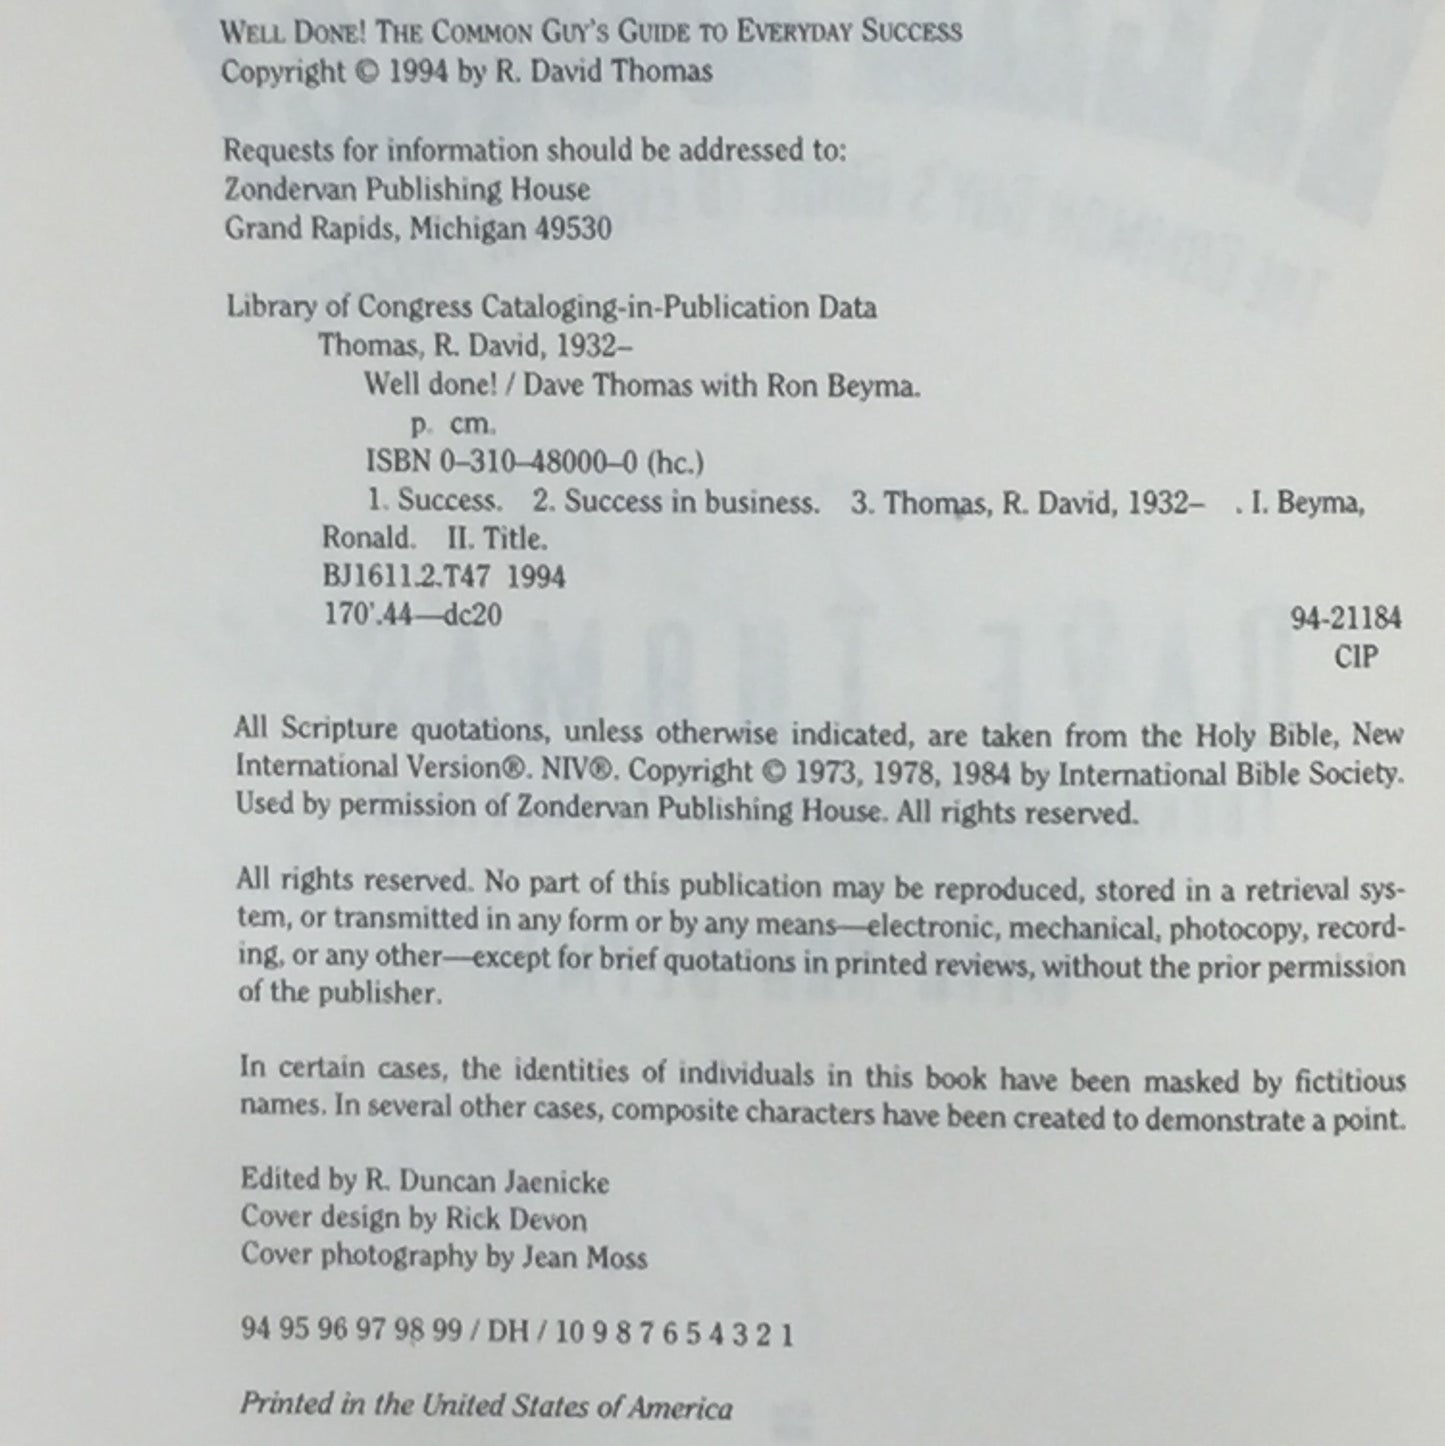 WELL DONE! THE COMMON GUY'S GUIDE TO EVERYDAY SUCCESS
Copyright © 1994 by R. David Thomas
Requests for information should be addressed to:
Zondervan Publishing House
Grand Rapids, Michigan 49530
Library of Congress Cataloging-in-Publication Data
Thomas, R. David, 1932–
Well done! / Dave Thomas with Ron Beyma.
p. cm.
ISBN 0–310–48000–0 (hc.)
1. Success. 2. Success in business. 3. Thomas, R. David, 1932– . I. Beyma,
Ronald. II. Title.
BJ1611.2.T47 1994
170'.44—dc20 94-21184
CIP
All Scripture quotations, unless otherwise indicated, are taken from the Holy Bible, New
International Version®. NIV®. Copyright © 1973, 1978, 1984 by International Bible Society.
Used by permission of Zondervan Publishing House. All rights reserved.
All rights reserved. No part of this publication may be reproduced, stored in a retrieval sys-
tem, or transmitted in any form or by any means—electronic, mechanical, photocopy, record-
ing, or any other—except for brief quotations in printed reviews, without the prior permission
of the publisher.
In certain cases, the identities of individuals in this book have been masked by fictitious
names. In several other cases, composite characters have been created to demonstrate a point.
Edited by R. Duncan Jaenicke
Cover design by Rick Devon
Cover photography by Jean Moss
94 95 96 97 98 99 / DH / 10 9 8 7 6 5 4 3 2 1
Printed in the United States of America